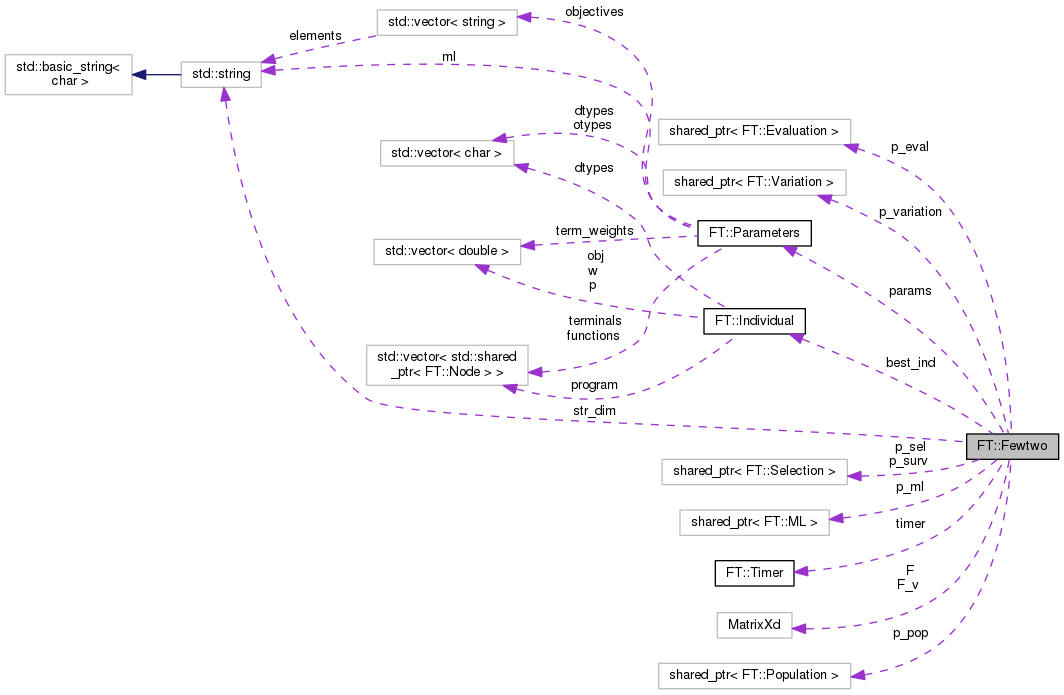 std::vector< string >
objectives
elements
std::basic_string<
char >
std::string
ml
dtypes
otypes
shared_ptr< FT::Evaluation >
p_eval
std::vector< char >
dtypes
shared_ptr< FT::Variation >
p_variation
term_weights
FT::Parameters
std::vector< double >
obj
w
p
params
terminals
functions
FT::Individual
std::vector< std::shared
_ptr< FT::Node > >
program
best_ind
str_dim
FT::Fewtwo
p_sel
p_surv
shared_ptr< FT::Selection >
p_ml
shared_ptr< FT::ML >
timer
FT::Timer
F
F_v
MatrixXd
p_pop
shared_ptr< FT::Population >